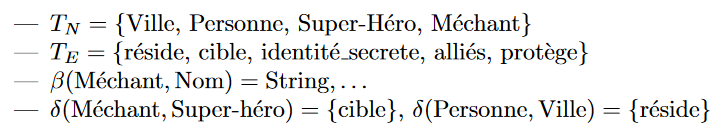 — T_N = {Ville, Personne, Super-Héro, Méchant}
— T_E = {réside, cible, identité_secrete, alliés, protège}
— β(Méchant, Nom) = String, . . .
— δ(Méchant, Super-héro) = {cible}, δ(Personne, Ville) = {réside}